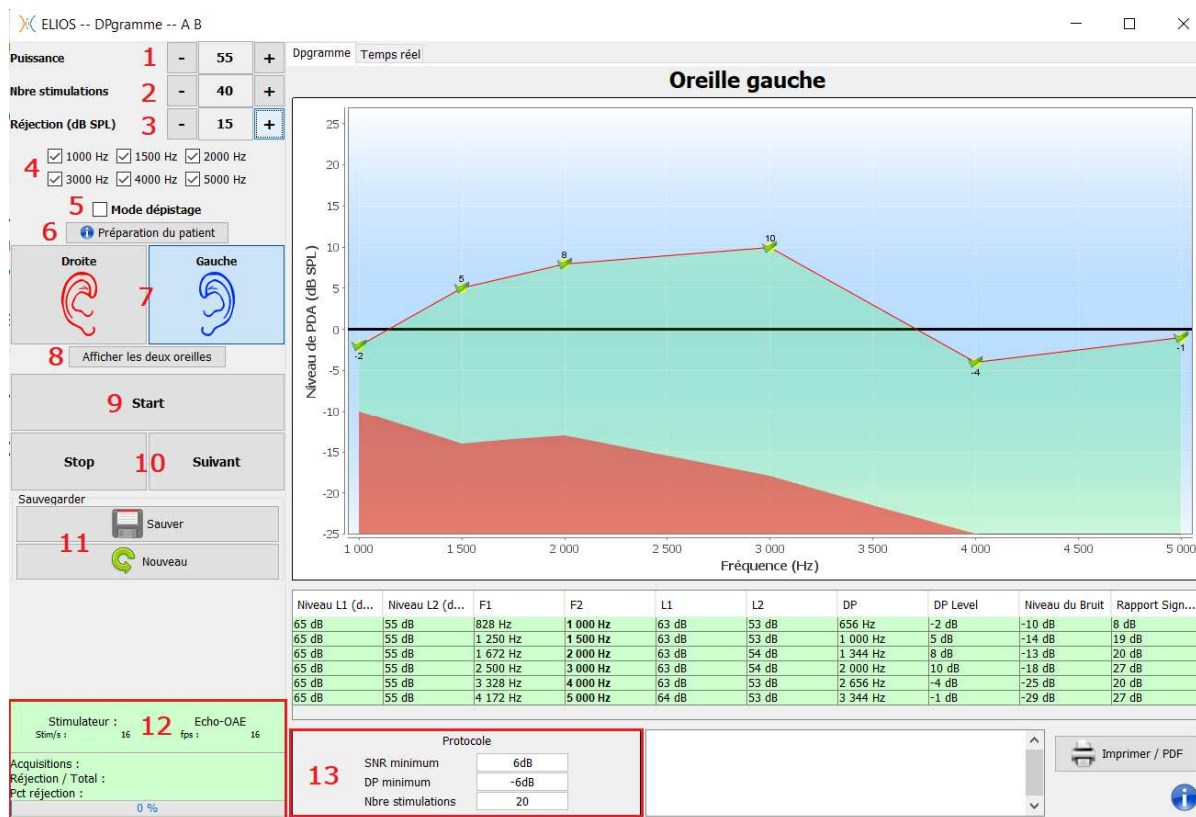 ELIOS -- DPgramme -- A B
Puissance 1 - 55 +
Nbre stimulations 2 - 40 +
Réjection (dB SPL) 3 - 15 +
4 1000 Hz 1500 Hz 2000 Hz
3000 Hz 4000 Hz 5000 Hz
5 Mode dépistage
6 Préparation du patient
Droite 7 Gauche
8 Afficher les deux oreilles
9 Start
Stop 10 Suivant
Sauvegarder
Sauver
11
Nouveau
Stimulateur : 12 Echo-OAE
Stim/s : 16 fps : 16
Acquisitions :
Réjection / Total :
Pct réjection :
0 %
Dpgramme Temps réel
Oreille gauche
Niveau de PDA (dB SPL)
25
20
15
10
5
0
-5
-10
-15
-20
-25
-2 5 8 10 -4 -1
1 000 1 500 2 000 2 500 3 000 3 500 4 000 4 500 5 000
Fréquence (Hz)
Niveau L1 (d... Niveau L2 (d... F1 F2 L1 L2 DP DP Level Niveau du Bruit Rapport Sign...
65 dB 55 dB 828 Hz 1 000 Hz 63 dB 53 dB 656 Hz -2 dB -10 dB 8 dB
65 dB 55 dB 1 250 Hz 1 500 Hz 63 dB 53 dB 1 000 Hz 5 dB -14 dB 19 dB
65 dB 55 dB 1 672 Hz 2 000 Hz 63 dB 54 dB 1 344 Hz 8 dB -13 dB 20 dB
65 dB 55 dB 2 500 Hz 3 000 Hz 63 dB 54 dB 2 000 Hz 10 dB -18 dB 27 dB
65 dB 55 dB 3 328 Hz 4 000 Hz 63 dB 53 dB 2 656 Hz -4 dB -25 dB 20 dB
65 dB 55 dB 4 172 Hz 5 000 Hz 64 dB 53 dB 3 344 Hz -1 dB -29 dB 27 dB
Protocole
13
SNR minimum 6dB
DP minimum -6dB
Nbre stimulations 20
Imprimer / PDF